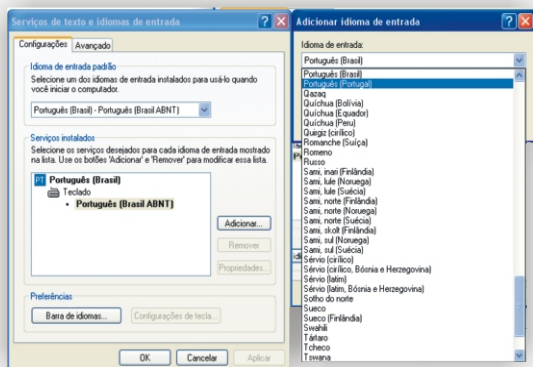 Serviços de texto e idiomas de entrada
Configurações
Avançado
Idioma de entrada padrão
Selecione um dos idiomas de entrada instalados para usá-lo quando
você iniciar o computador.
Português (Brasil) - Português (Brasil ABNT)
Serviços instalados
Selecione os serviços desejados para cada idioma de entrada mostrado
na lista. Use os botões 'Adicionar' e 'Remover' para modificar essa lista.
PT Português (Brasil)
Teclado
• Português (Brasil ABNT)
Adicionar...
Remover
Propriedades...
Preferências
Barra de idiomas...
Configurações de tecla...
OK
Cancelar
Aplicar
Adicionar idioma de entrada
Idioma de entrada:
Português (Brasil)
Português (Brasil)
Português (Portugal)
Qazaq
Quíchua (Bolívia)
Quíchua (Equador)
Quíchua (Peru)
Quirgiz (cirílico)
Romanche (Suíça)
Romeno
Russo
Sami, inari (Finlândia)
Sami, lule (Noruega)
Sami, lule (Suécia)
Sami, norte (Finlândia)
Sami, norte (Noruega)
Sami, norte (Suécia)
Sami, skolt (Finlândia)
Sami, sul (Noruega)
Sami, sul (Suécia)
Sérvio (cirílico)
Sérvio (cirílico, Bósnia e Herzegovina)
Sérvio (latim)
Sérvio (latim, Bósnia e Herzegovina)
Sotho do norte
Sueco
Sueco (Finlândia)
Swahili
Tártaro
Tcheco
Tswana